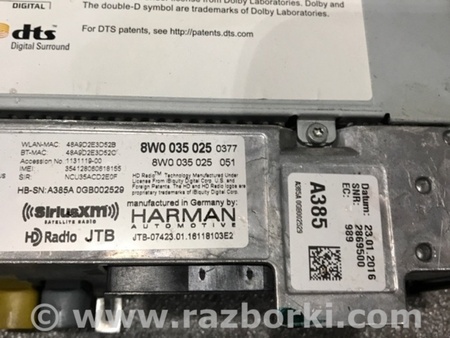 DIGITAL
license from Dolby Laboratories. Dolby and
The double-D symbol are trademarks of Dolby Laboratories.
dts
Digital Surround
For DTS patents, see http://patents.dts.com.
WLAN-MAC: 48A9D2E3D52B
BT-MAC: 48A9D2E3D52C
Accession No.: 1131119-00
IMEI: 354128060818155
S/R: NCU35ACD2E0F
HB-SN:A385A 0GB002529
8W0 035 025 0377
8W0 035 025 051
HD Radio™ Technology Manufactured Under
License From iBiquity Digital Corp. U.S. and
Foreign Patents. The HD and HD Radio logos are
proprietary trademarks of iBiquity Digital Corp.
SiriusXM
SATELLITE RADIO
HD Radio JTB
manufactured in Germany by:
HARMAN
AUTOMOTIVE
JTB-07423.01.16118103E2
A385A 0GB002529
A385
EC: 989
SNR: 2869500
Datum: 23.01.2016
© www.razborki.com